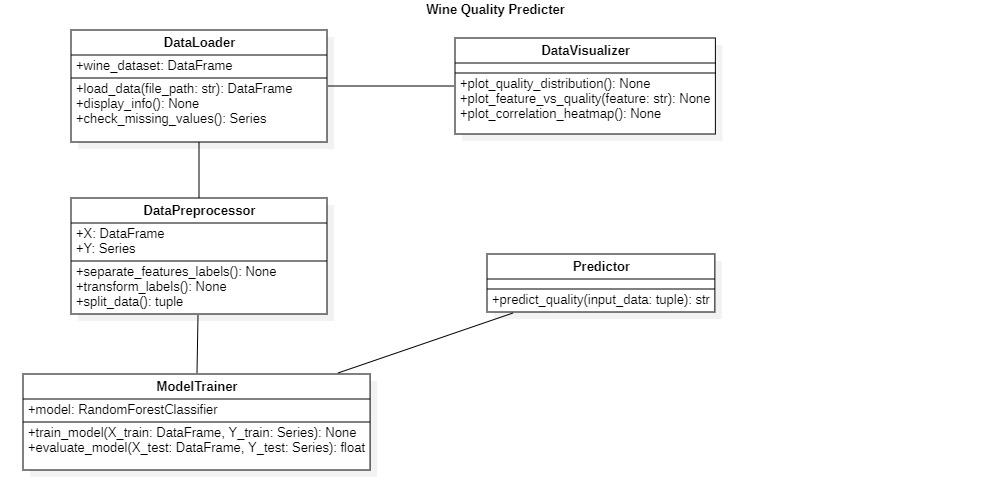 Wine Quality Predicter
DataLoader
+wine_dataset: DataFrame
+load_data(file_path: str): DataFrame
+display_info(): None
+check_missing_values(): Series
DataVisualizer
+plot_quality_distribution(): None
+plot_feature_vs_quality(feature: str): None
+plot_correlation_heatmap(): None
DataPreprocessor
+X: DataFrame
+Y: Series
+separate_features_labels(): None
+transform_labels(): None
+split_data(): tuple
Predictor
+predict_quality(input_data: tuple): str
ModelTrainer
+model: RandomForestClassifier
+train_model(X_train: DataFrame, Y_train: Series): None
+evaluate_model(X_test: DataFrame, Y_test: Series): float